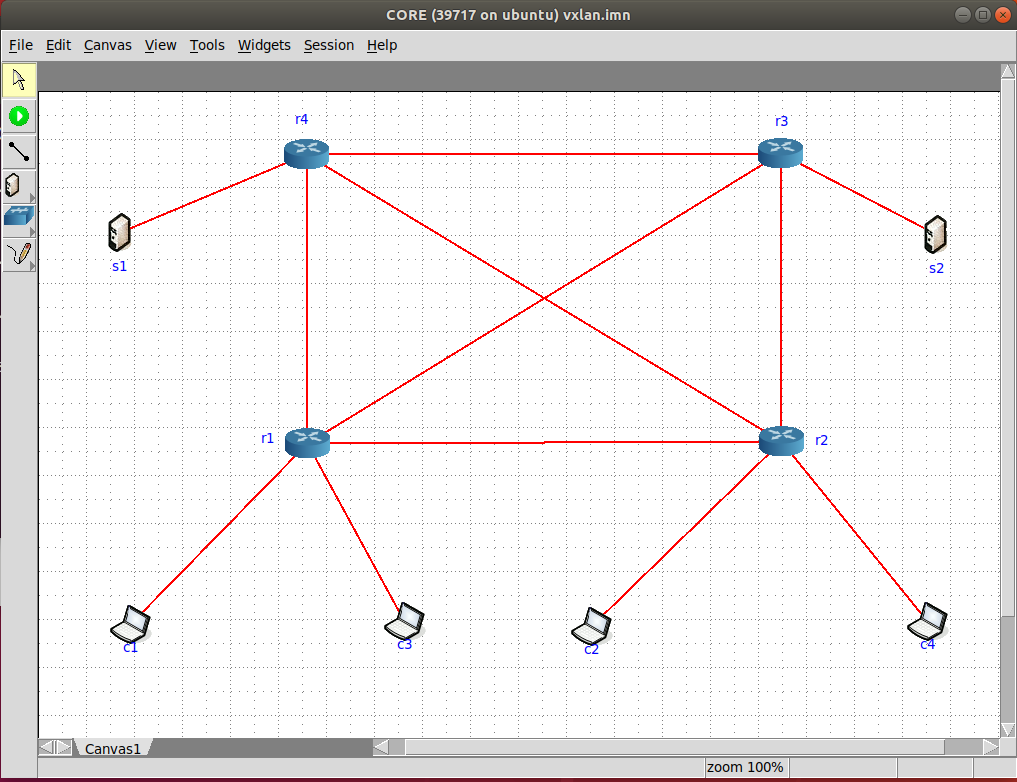 CORE (39717 on ubuntu) vxlan.imn
File Edit Canvas View Tools Widgets Session Help
r4
r3
s1
s2
r1
r2
c1
c3
c2
c4
Canvas1
zoom 100%